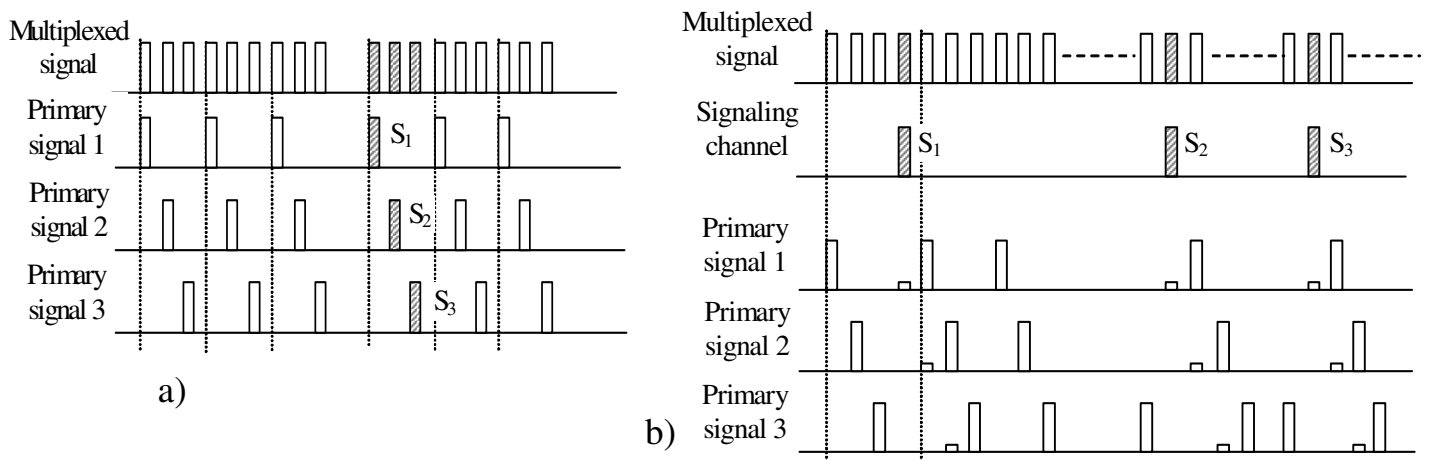 Multiplexed
signal
Primary
signal 1
S₁
Primary
signal 2
S₂
Primary
signal 3
S₃
a)
Multiplexed
signal
Signaling
channel
S₁
S₂
S₃
Primary
signal 1
Primary
signal 2
Primary
signal 3
b)